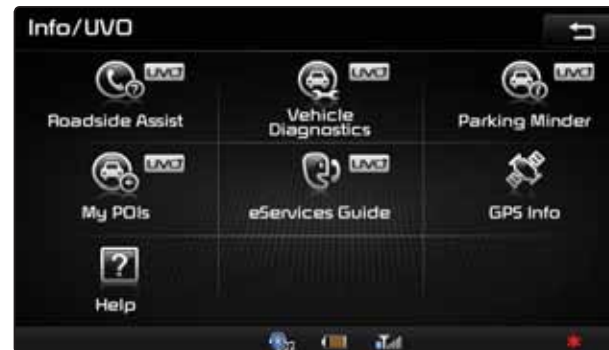 Info/UVO
UVO
UVO
UVO
Roadside Assist
Vehicle
Diagnostics
Parking Minder
UVO
UVO
My POIs
eServices Guide
GPS Info
?
Help